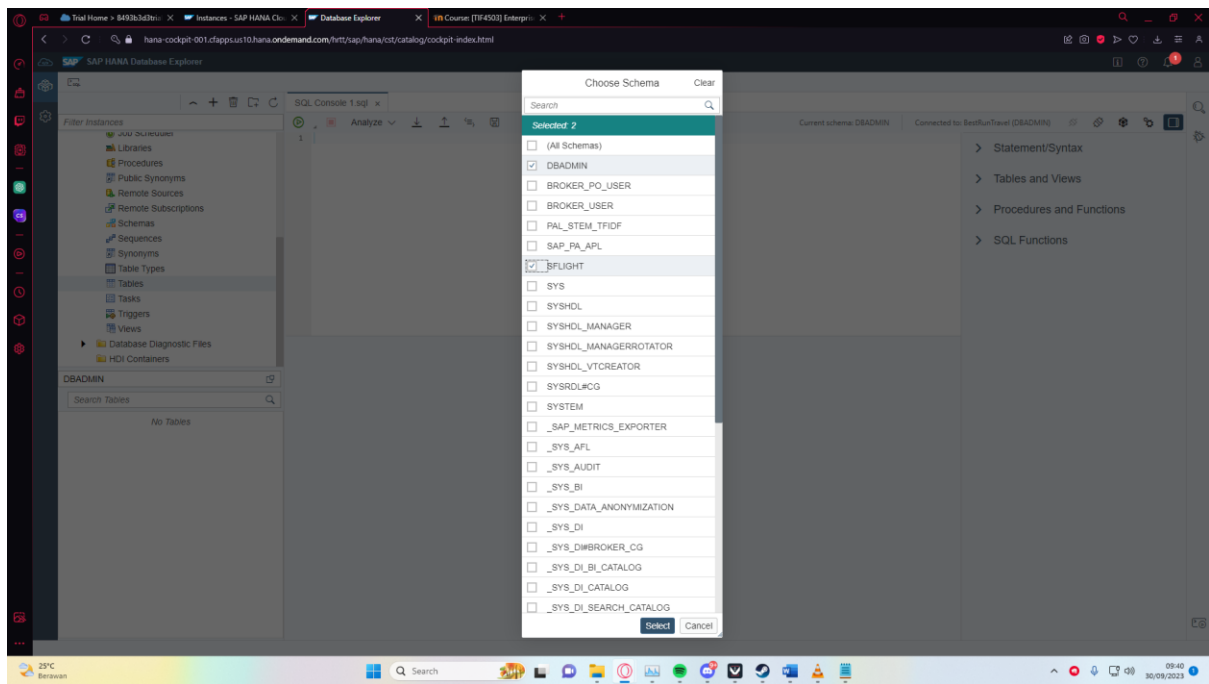 Trial Home > 8493b3d3tria
Instances - SAP HANA Clo
Database Explorer
Course: [TIF4503] Enterpri
hana-cockpit-001.cfapps.us10.hana.ondemand.com/hrtt/sap/hana/cst/catalog/cockpit-index.html
SAP SAP HANA Database Explorer
1
SQL Console 1.sql
Filter Instances
Analyze
Current schema: DBADMIN
Connected to: BestRunTravel (DBADMIN)
1
Job Scheduler
Libraries
Procedures
Public Synonyms
Remote Sources
Remote Subscriptions
Schemas
Sequences
Synonyms
Table Types
Tables
Tasks
Triggers
Views
Database Diagnostic Files
HDI Containers
DBADMIN
Search Tables
No Tables
Choose Schema
Clear
Search
Selected: 2
(All Schemas)
DBADMIN
BROKER_PO_USER
BROKER_USER
PAL_STEM_TFIDF
SAP_PA_APL
SFLIGHT
SYS
SYSHDL
SYSHDL_MANAGER
SYSHDL_MANAGERROTATOR
SYSHDL_VTCREATOR
SYSRDL#CG
SYSTEM
_SAP_METRICS_EXPORTER
_SYS_AFL
_SYS_AUDIT
_SYS_BI
_SYS_DATA_ANONYMIZATION
_SYS_DI
_SYS_DI#BROKER_CG
_SYS_DI_BI_CATALOG
_SYS_DI_CATALOG
_SYS_DI_SEARCH_CATALOG
Select
Cancel
Statement/Syntax
Tables and Views
Procedures and Functions
SQL Functions
25°C
Berawan
Search
09:40
30/09/2023